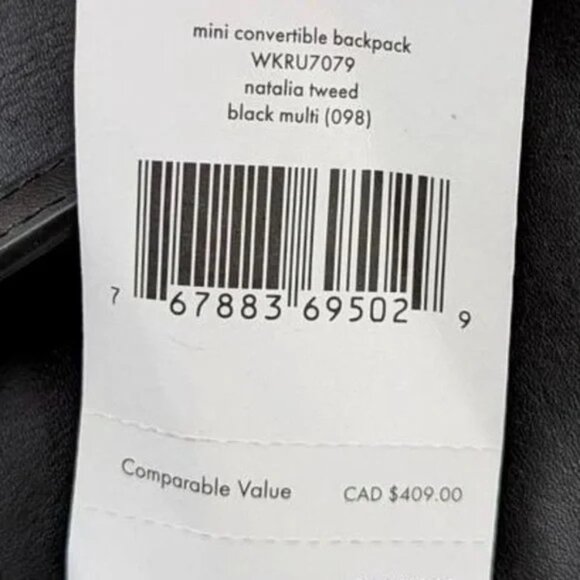 mini convertible backpack
WKRU7079
natalia tweed
black multi (098)
7 67883 69502 9
Comparable Value CAD $409.00